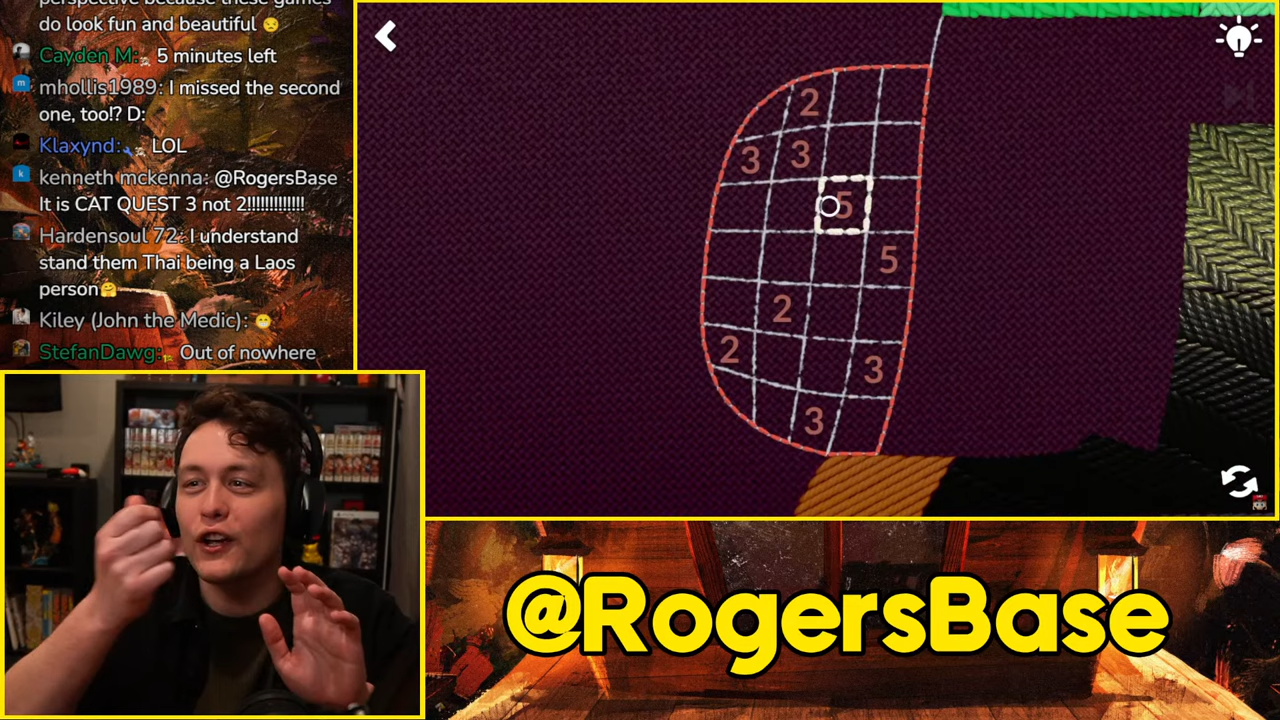 perspective because these games
do look fun and beautiful
Cayden M: 5 minutes left
mhollis1989: I missed the second
one, too!? D:
Klaxynd: LOL
kenneth mckenna: @RogersBase
It is CAT QUEST 3 not 2!!!!!!!!!!!!!
Hardensoul 72: I understand
stand them Thai being a Laos
person
Kiley (John the Medic):
StefanDawg: Out of nowhere
2
3 3
5
5
2
2
3
3
@RogersBase